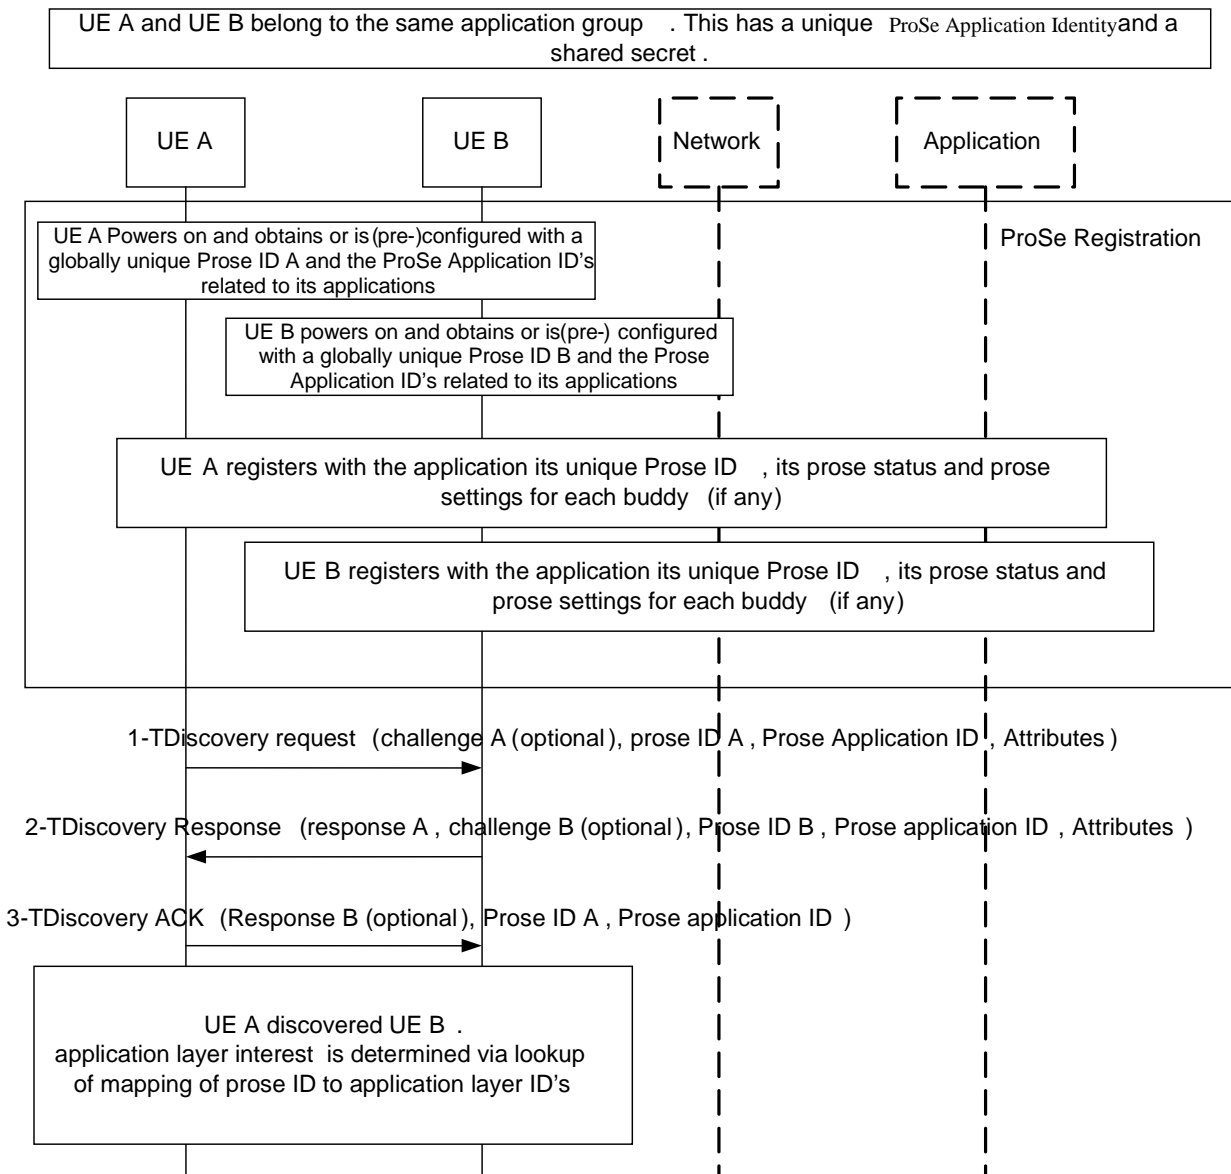 UE A and UE B belong to the same application group . This has a unique ProSe Application Identity and a
shared secret .
UE A
UE B
Network
Application
ProSe Registration
UE A Powers on and obtains or is (pre-)configured with a
globally unique Prose ID A and the ProSe Application ID's
related to its applications
UE B powers on and obtains or is(pre-) configured
with a globally unique Prose ID B and the Prose
Application ID's related to its applications
UE A registers with the application its unique Prose ID , its prose status and prose
settings for each buddy (if any)
UE B registers with the application its unique Prose ID , its prose status and
prose settings for each buddy (if any)
1-TDiscovery request (challenge A (optional), prose ID A , Prose Application ID , Attributes )
2-TDiscovery Response (response A , challenge B (optional), Prose ID B , Prose application ID , Attributes )
3-TDiscovery ACK (Response B (optional), Prose ID A , Prose application ID )
UE A discovered UE B .
application layer interest is determined via lookup
of mapping of prose ID to application layer ID's